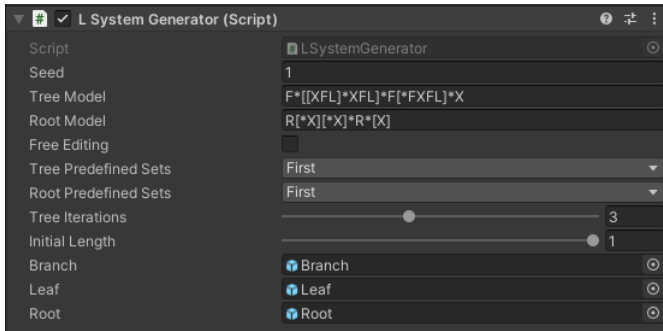 # L System Generator (Script)
Script LSystemGenerator
Seed 1
Tree Model F*[[XFL]*XFL]*F[*FXFL]*X
Root Model R[*X][*X]*R*[X]
Free Editing
Tree Predefined Sets First
Root Predefined Sets First
Tree Iterations 3
Initial Length 1
Branch Branch
Leaf Leaf
Root Root